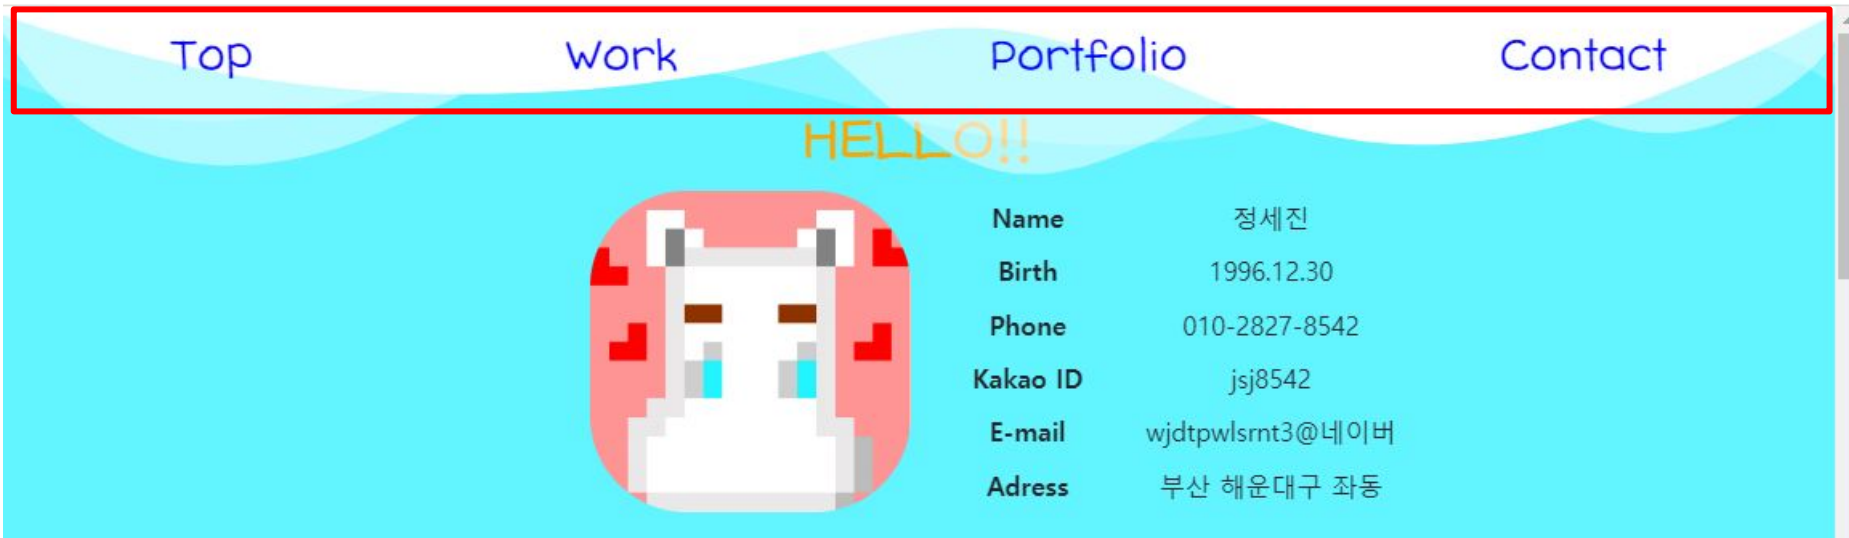 Top Work Portfolio Contact
HELLO!!
Name 정세진
Birth 1996.12.30
Phone 010-2827-8542
Kakao ID jsj8542
E-mail wjdtpwlsrnt3@네이버
Adress 부산 해운대구 좌동